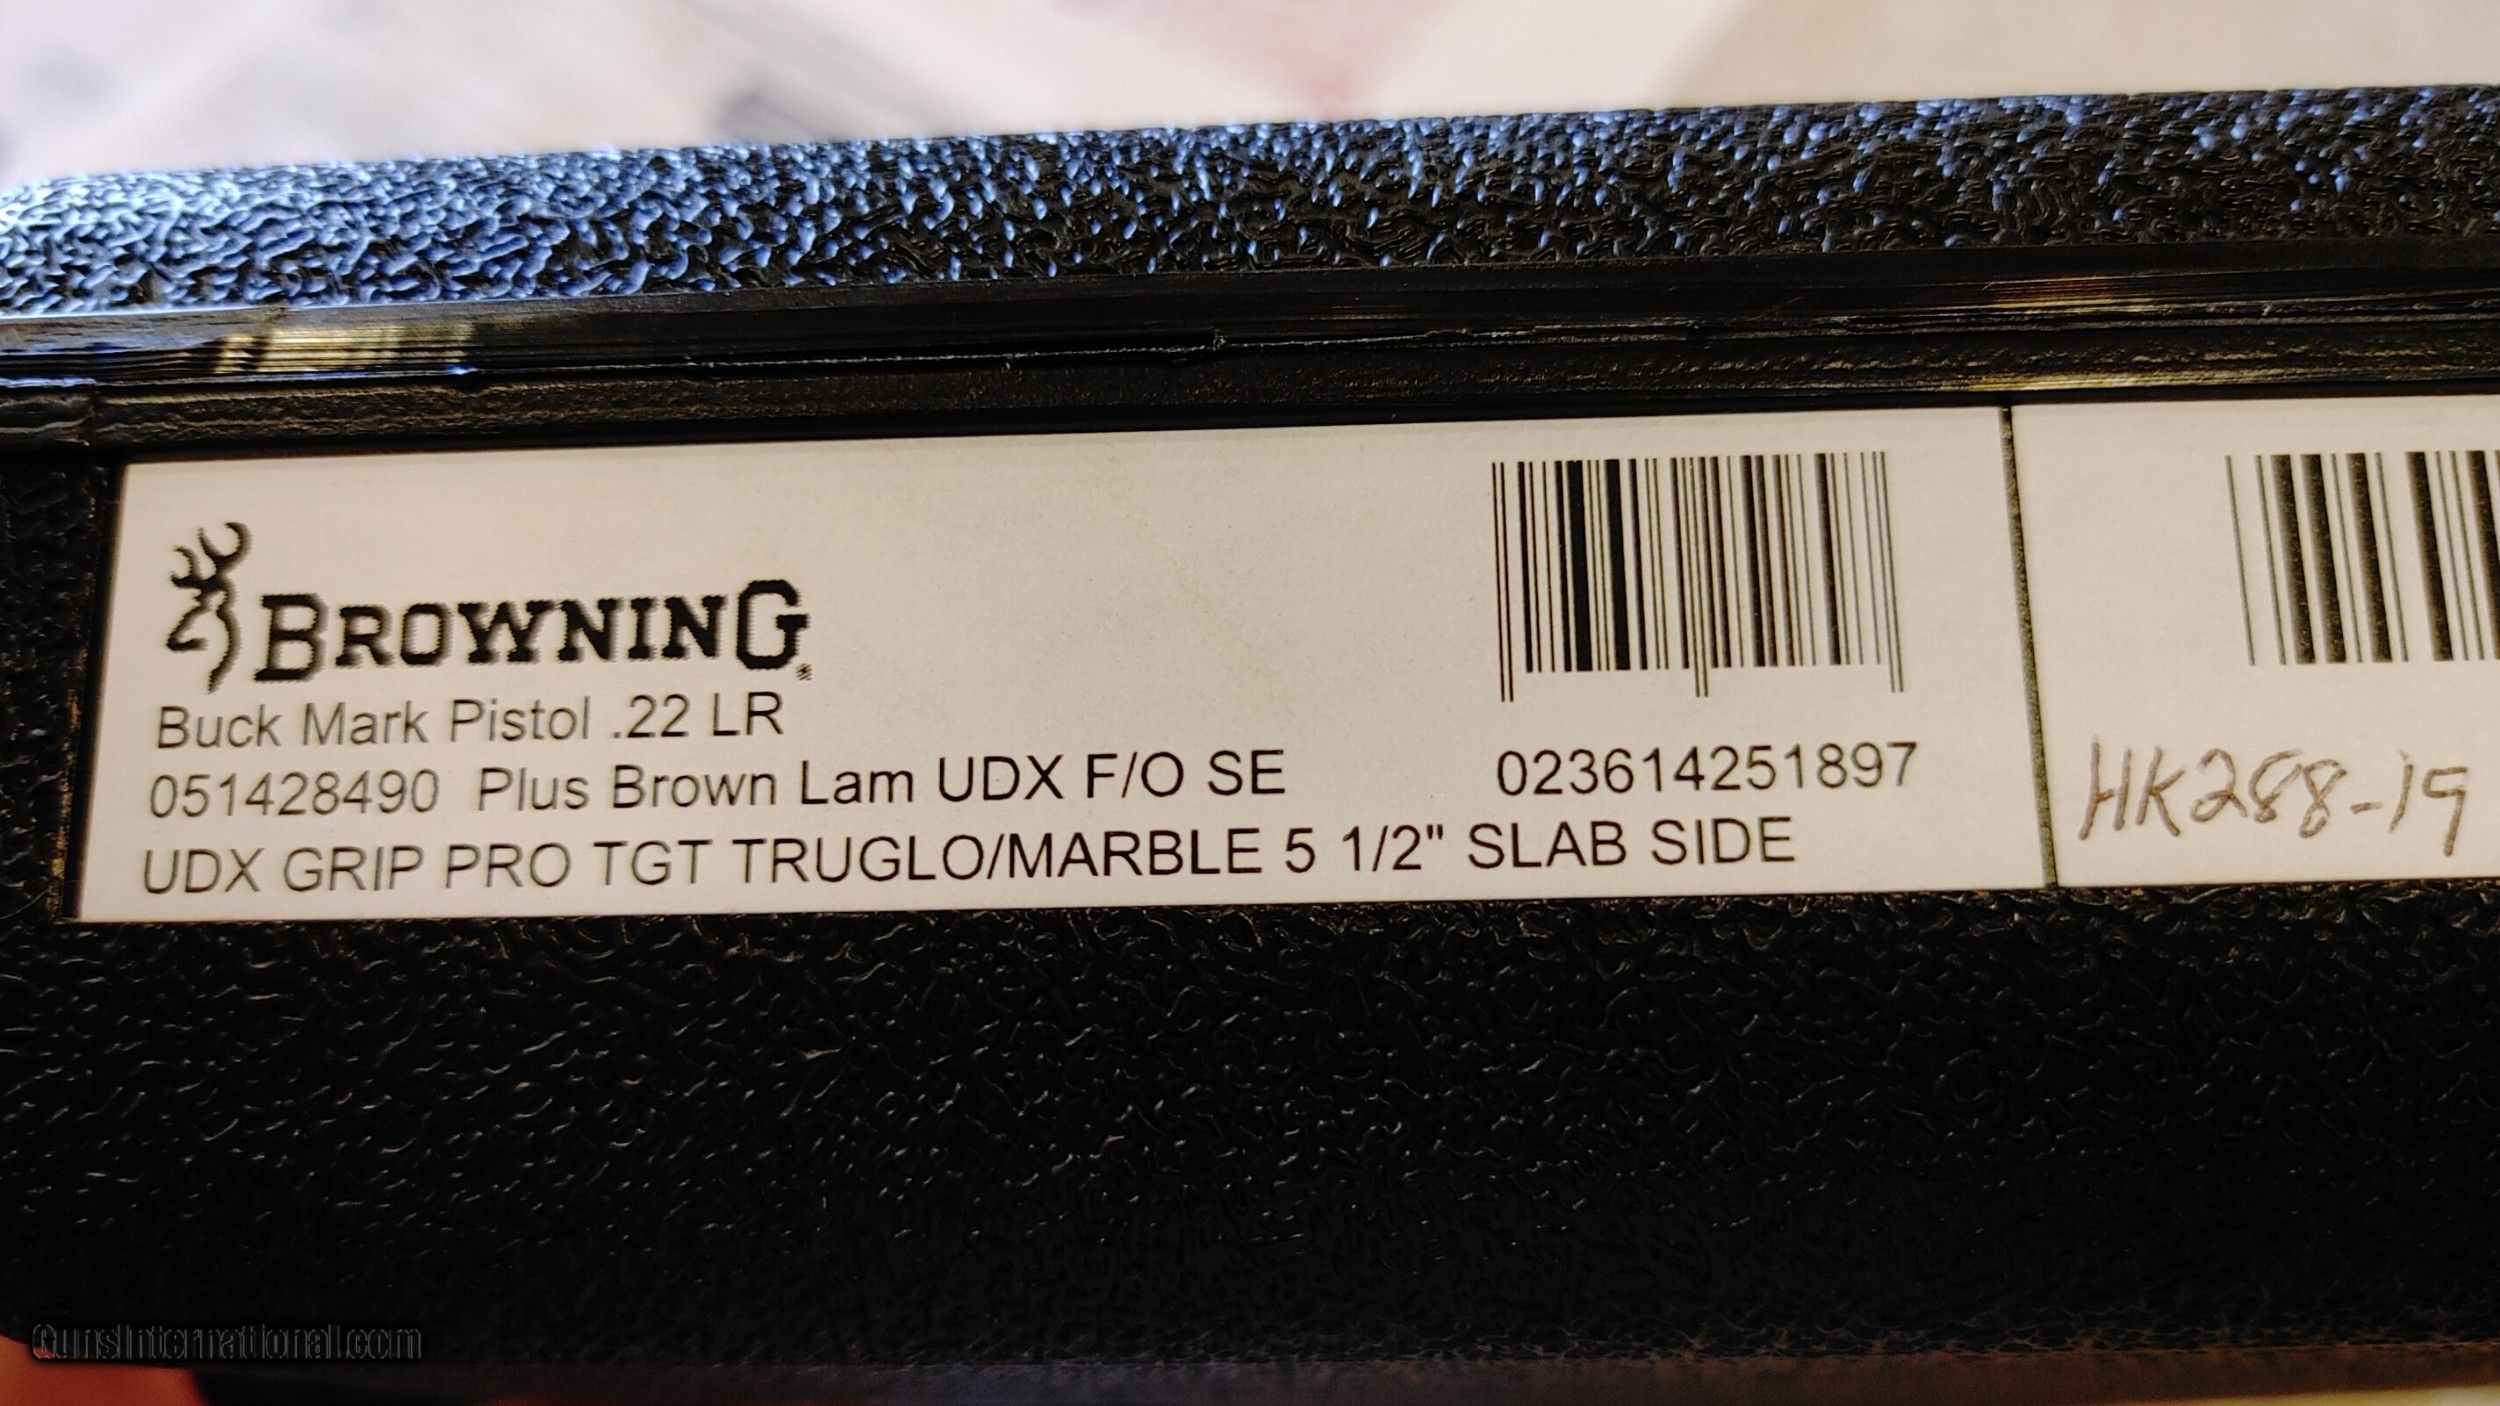 BROWNING®
Buck Mark Pistol .22 LR
051428490 Plus Brown Lam UDX F/O SE
UDX GRIP PRO TGT TRUGLO/MARBLE 5 1/2" SLAB SIDE
023614251897
HK288-19
GunsInternational.com